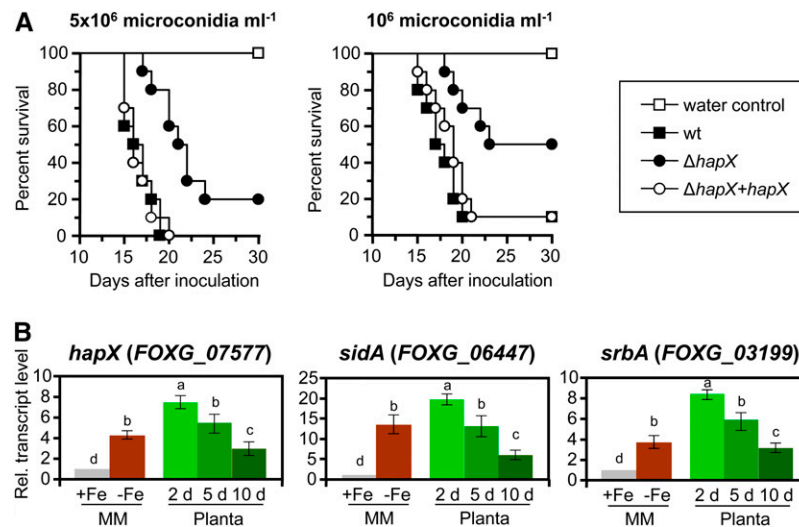 A
5x10⁶ microconidia ml⁻¹
10⁶ microconidia ml⁻¹
Percent survival
100
80
60
40
20
0
10 15 20 25 30
Days after inoculation
Percent survival
100
80
60
40
20
0
10 15 20 25 30
Days after inoculation
water control
wt
ΔhapX
ΔhapX+hapX
B
hapX (FOXG_07577)
sidA (FOXG_06447)
srbA (FOXG_03199)
Rel. transcript level
10
8
6
4
2
0
d b a b c
+Fe -Fe 2 d 5 d 10 d
MM Planta
25
20
15
10
5
0
d b a b c
+Fe -Fe 2 d 5 d 10 d
MM Planta
10
8
6
4
2
0
d b a b c
+Fe -Fe 2 d 5 d 10 d
MM Planta